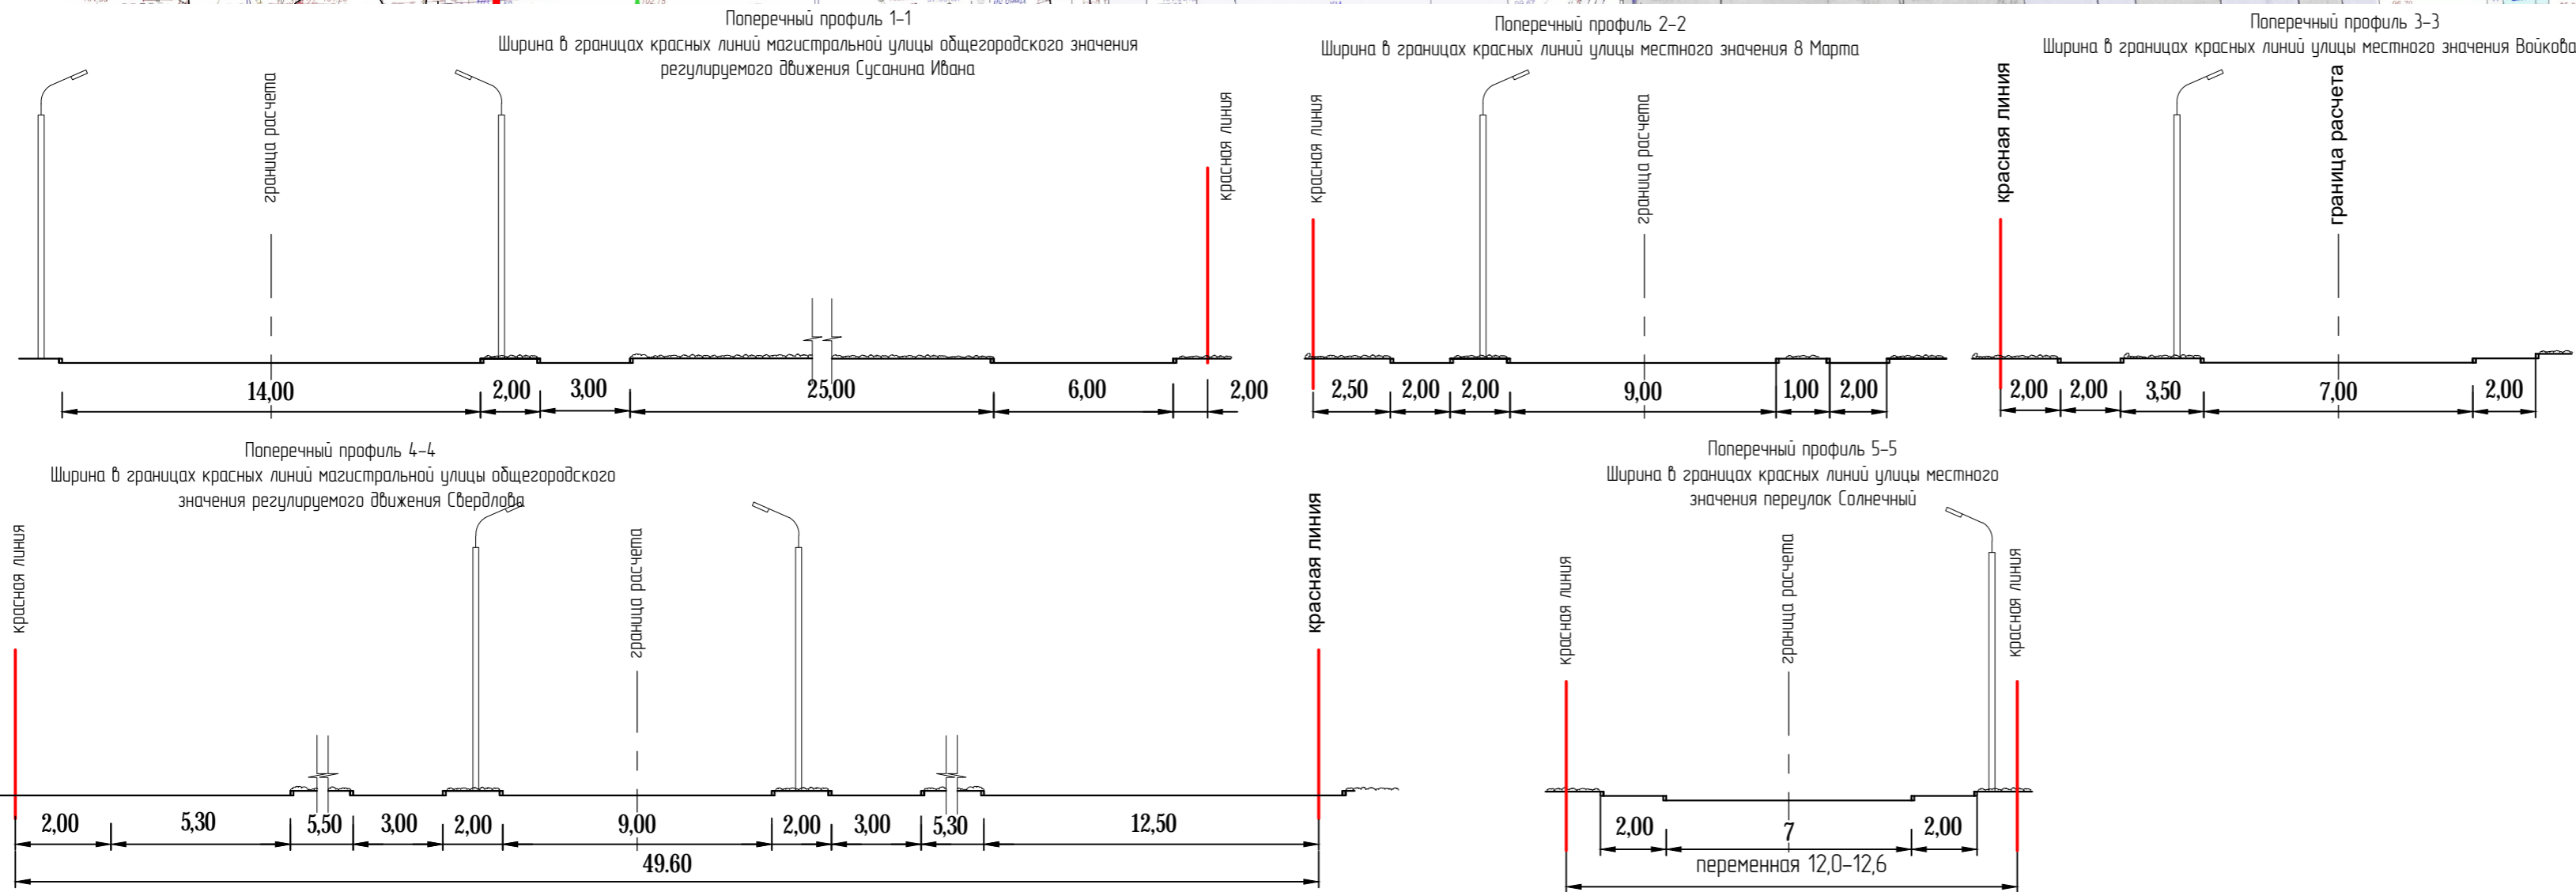 Поперечный профиль 1-1
Ширина в границах красных линий магистральной улицы общегородского значения
регулируемого движения Сусанина Ивана
граница расчета
красная линия
14,00
2,00
3,00
25,00
6,00
2,00
Поперечный профиль 2-2
Ширина в границах красных линий улицы местного значения 8 Марта
красная линия
граница расчета
2,50
2,00
2,00
9,00
1,00
2,00
Поперечный профиль 3-3
Ширина в границах красных линий улицы местного значения Войкова
красная линия
граница расчета
2,00
2,00
3,50
7,00
2,00
Поперечный профиль 4-4
Ширина в границах красных линий магистральной улицы общегородского
значения регулируемого движения Свердлова
красная линия
граница расчета
красная линия
2,00
5,30
5,50
3,00
2,00
9,00
2,00
3,00
5,30
12,50
49.60
Поперечный профиль 5-5
Ширина в границах красных линий улицы местного
значения переулок Солнечный
красная линия
граница расчета
красная линия
2,00
7
2,00
переменная 12,0-12,6